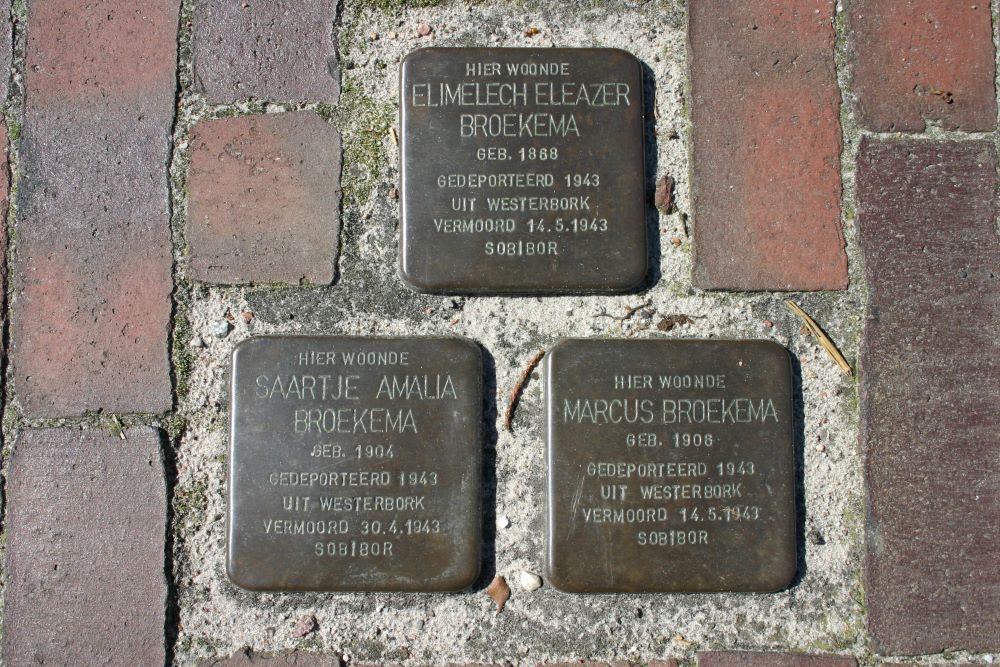 HIER WOONDE
ELIMELECH ELEAZER
BROEKEMA
GEB. 1868
GEDEPORTEERD 1943
UIT WESTERBORK
VERMOORD 14.5.1943
SOBIBOR
HIER WOONDE
SAARTJE AMALIA
BROEKEMA
GEB. 1904
GEDEPORTEERD 1943
UIT WESTERBORK
VERMOORD 30.4.1943
SOBIBOR
HIER WOONDE
MARCUS BROEKEMA
GEB. 1906
GEDEPORTEERD 1943
UIT WESTERBORK
VERMOORD 14.5.1943
SOBIBOR